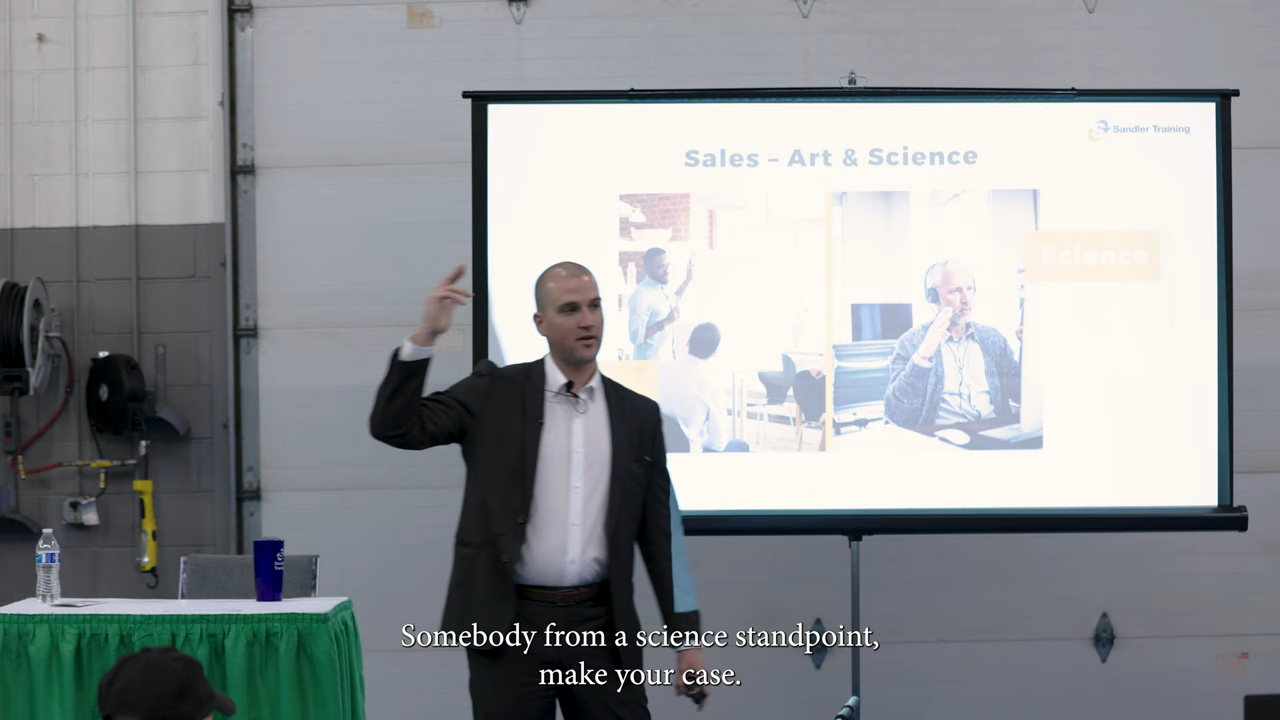 Sandler Training
Sales – Art & Science
Science
Somebody from a science standpoint,
make your case.